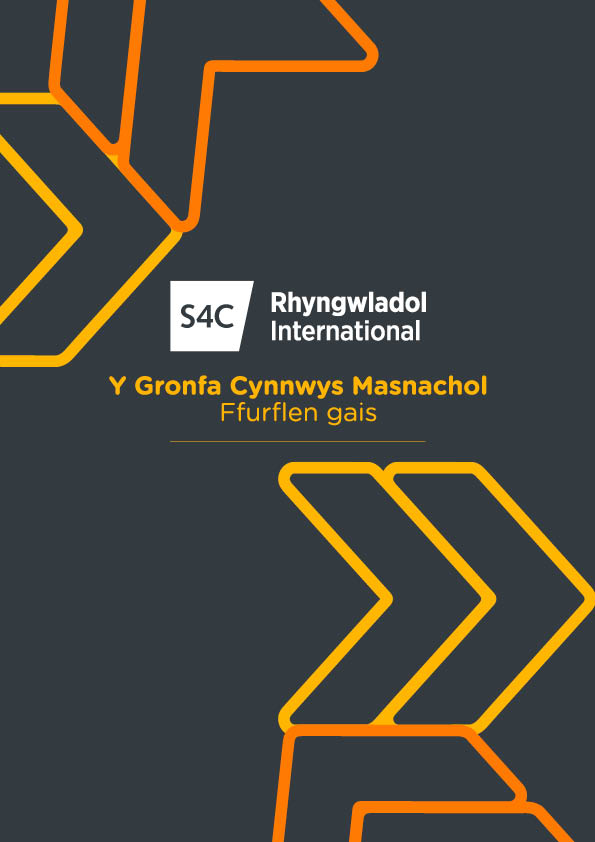 S4C
Rhyngwladol
International
Y Gronfa Cynnwys Masnachol
Ffurflen gais